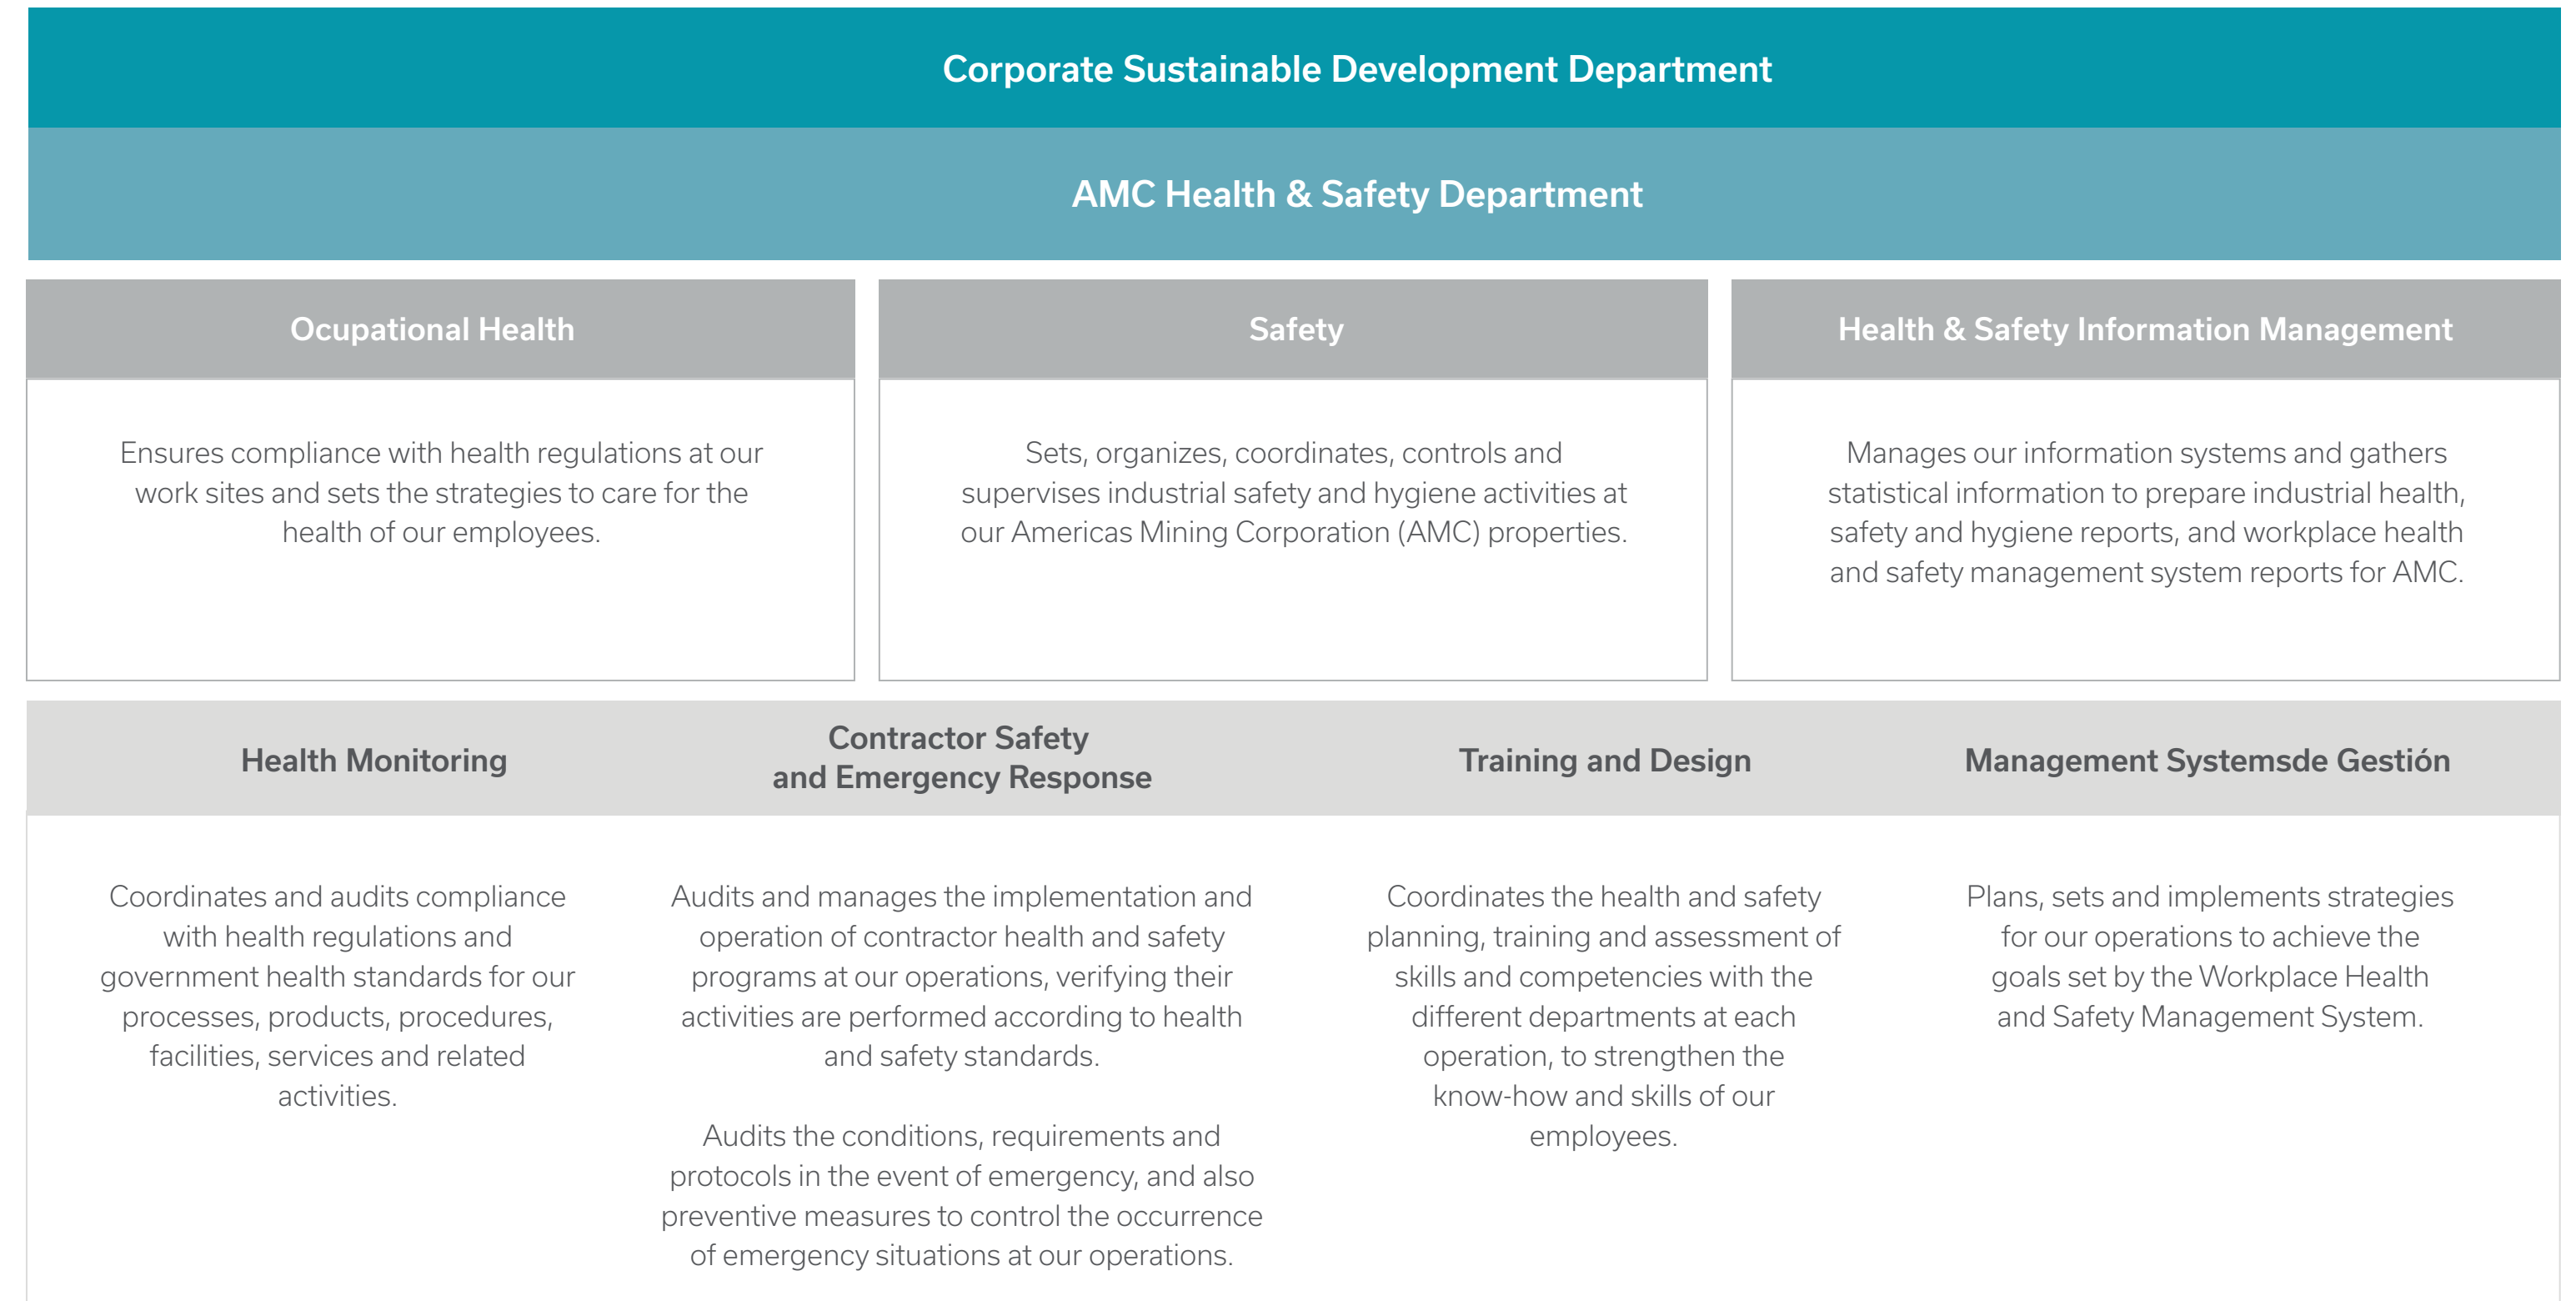 Corporate Sustainable Development Department
AMC Health & Safety Department
Ocupational Health
Ensures compliance with health regulations at our
work sites and sets the strategies to care for the
health of our employees.
Safety
Sets, organizes, coordinates, controls and
supervises industrial safety and hygiene activities at
our Americas Mining Corporation (AMC) properties.
Health & Safety Information Management
Manages our information systems and gathers
statistical information to prepare industrial health,
safety and hygiene reports, and workplace health
and safety management system reports for AMC.
Health Monitoring
Coordinates and audits compliance
with health regulations and
government health standards for our
processes, products, procedures,
facilities, services and related
activities.
Contractor Safety
and Emergency Response
Audits and manages the implementation and
operation of contractor health and safety
programs at our operations, verifying their
activities are performed according to health
and safety standards.
Audits the conditions, requirements and
protocols in the event of emergency, and also
preventive measures to control the occurrence
of emergency situations at our operations.
Training and Design
Coordinates the health and safety
planning, training and assessment of
skills and competencies with the
different departments at each
operation, to strengthen the
know-how and skills of our
employees.
Management Systemsde Gestión
Plans, sets and implements strategies
for our operations to achieve the
goals set by the Workplace Health
and Safety Management System.